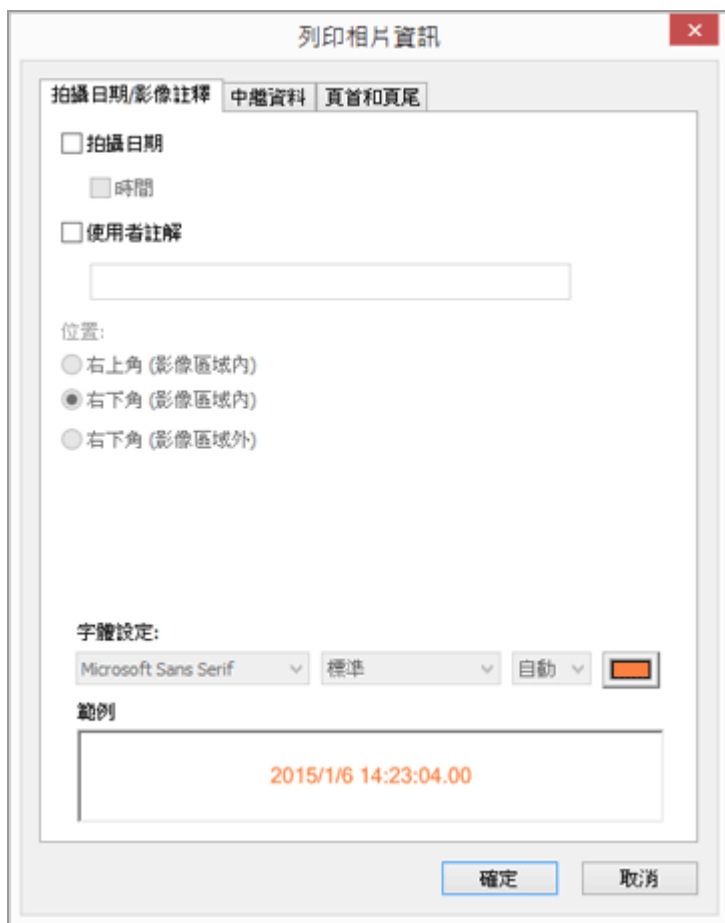 列印相片資訊
拍攝日期/影像註釋 中繼資料 頁首和頁尾
拍攝日期
時間
使用者註解
位置:
右上角 (影像區域內)
右下角 (影像區域內)
右下角 (影像區域外)
字體設定:
Microsoft Sans Serif 標準 自動
範例
2015/1/6 14:23:04.00
確定 取消